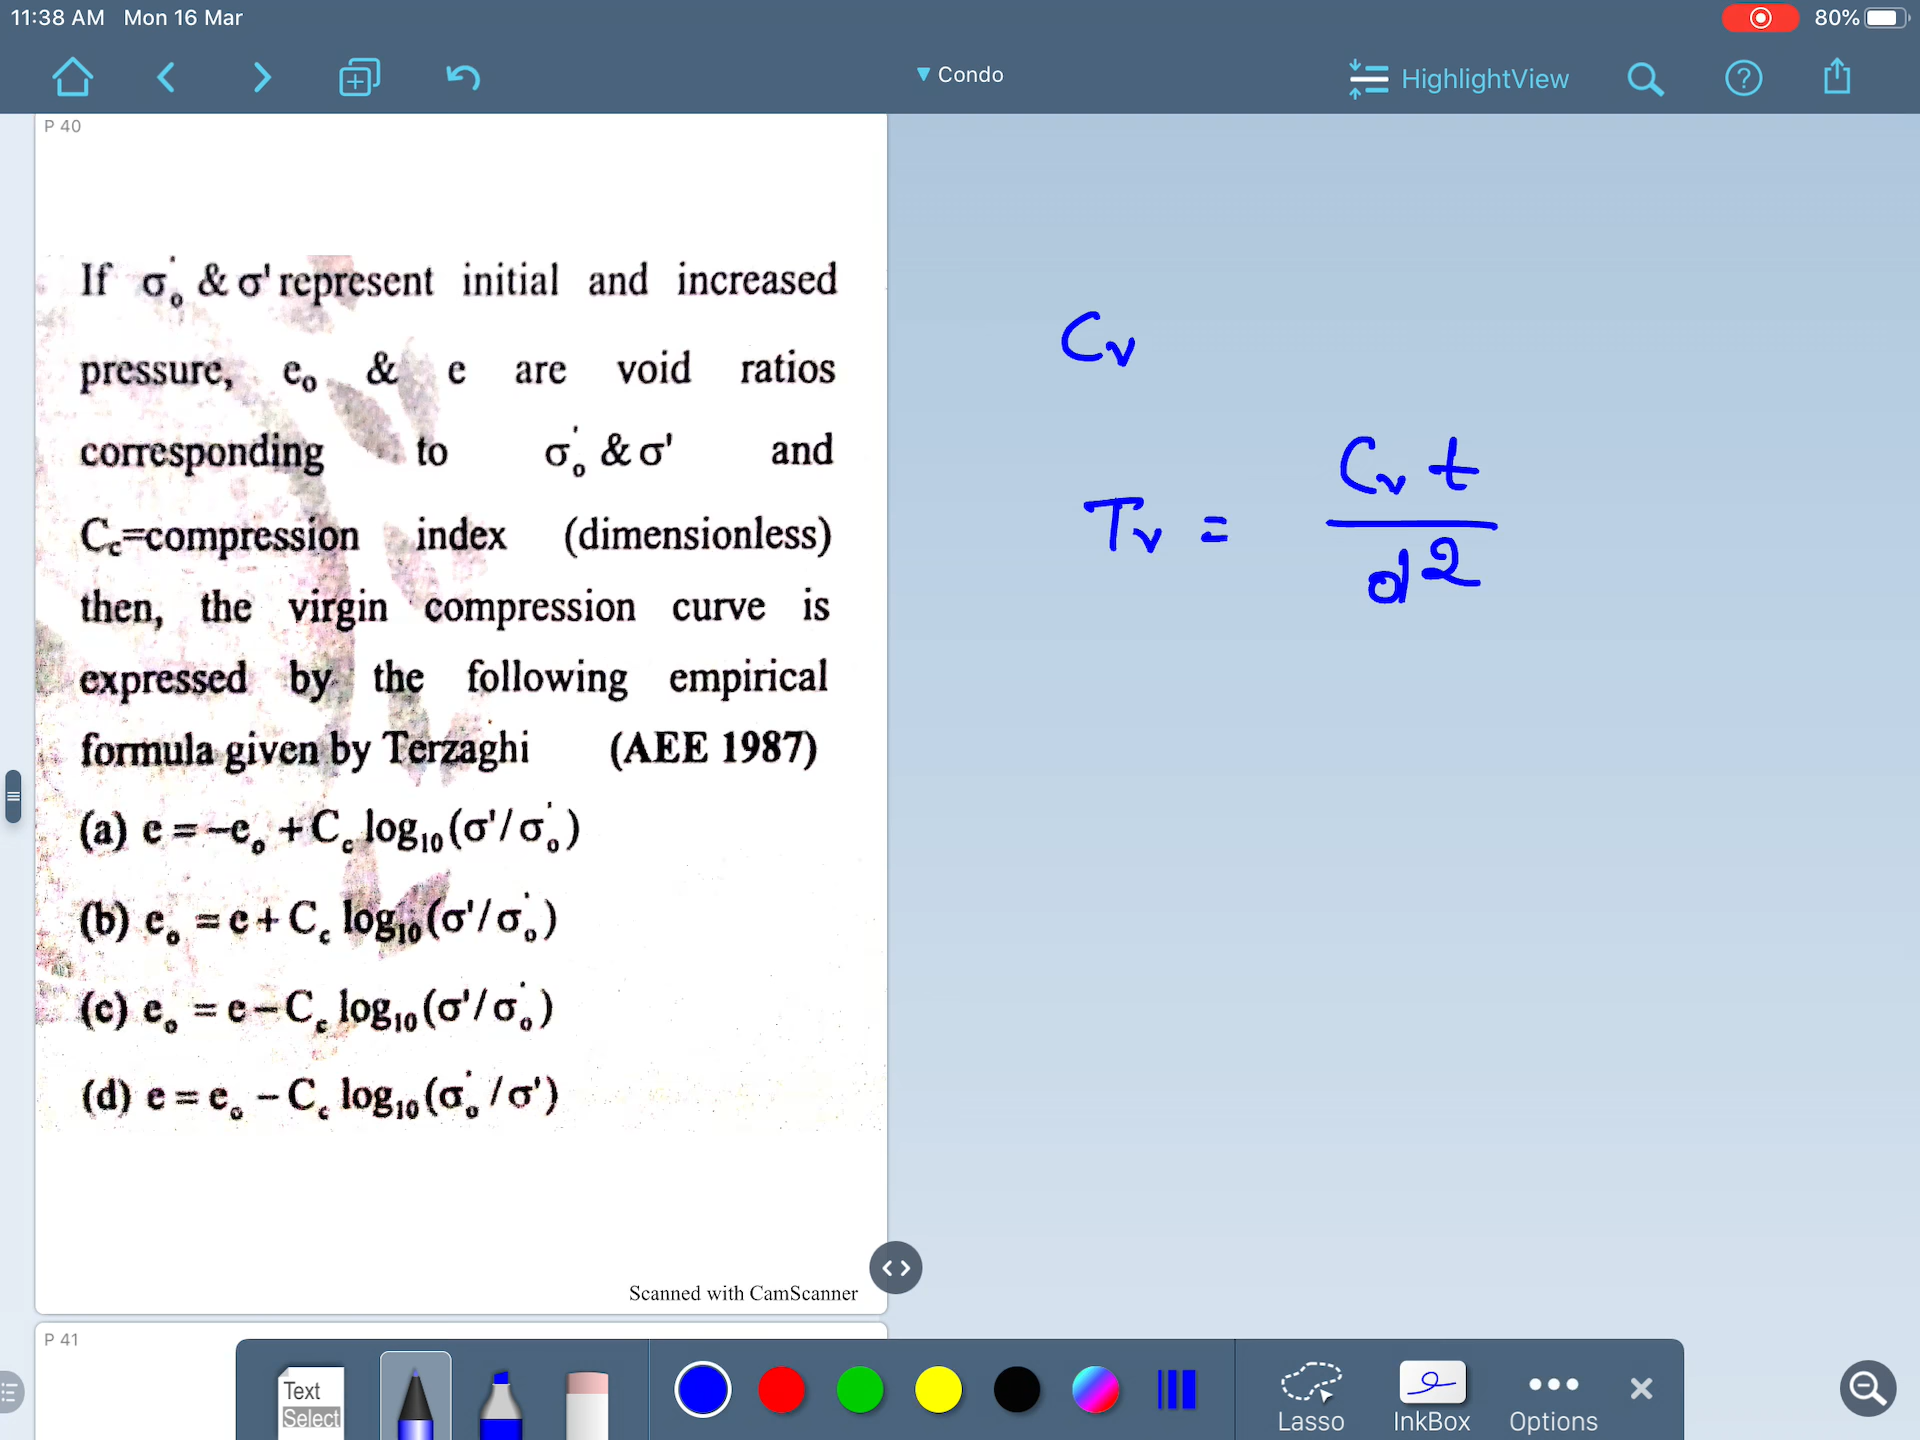 11:38 AM Mon 16 Mar
80%
▼ Condo
HighlightView
P 40
If σ₀' & σ' represent initial and increased
pressure, e₀ & e are void ratios
corresponding to σ₀' & σ' and
C꜀=compression index (dimensionless)
then, the virgin compression curve is
expressed by the following empirical
formula given by Terzaghi (AEE 1987)
(a) e = -e₀ + C꜀ log₁₀(σ'/σ₀')
(b) e₀ = e + C꜀ log₁₀(σ'/σ₀')
(c) e₀ = e - C꜀ log₁₀(σ'/σ₀')
(d) e = e₀ - C꜀ log₁₀(σ₀'/σ')
Scanned with CamScanner
Cᵥ
Tᵥ = Cᵥ t / d²
P 41
Text
Select
Lasso
InkBox
Options